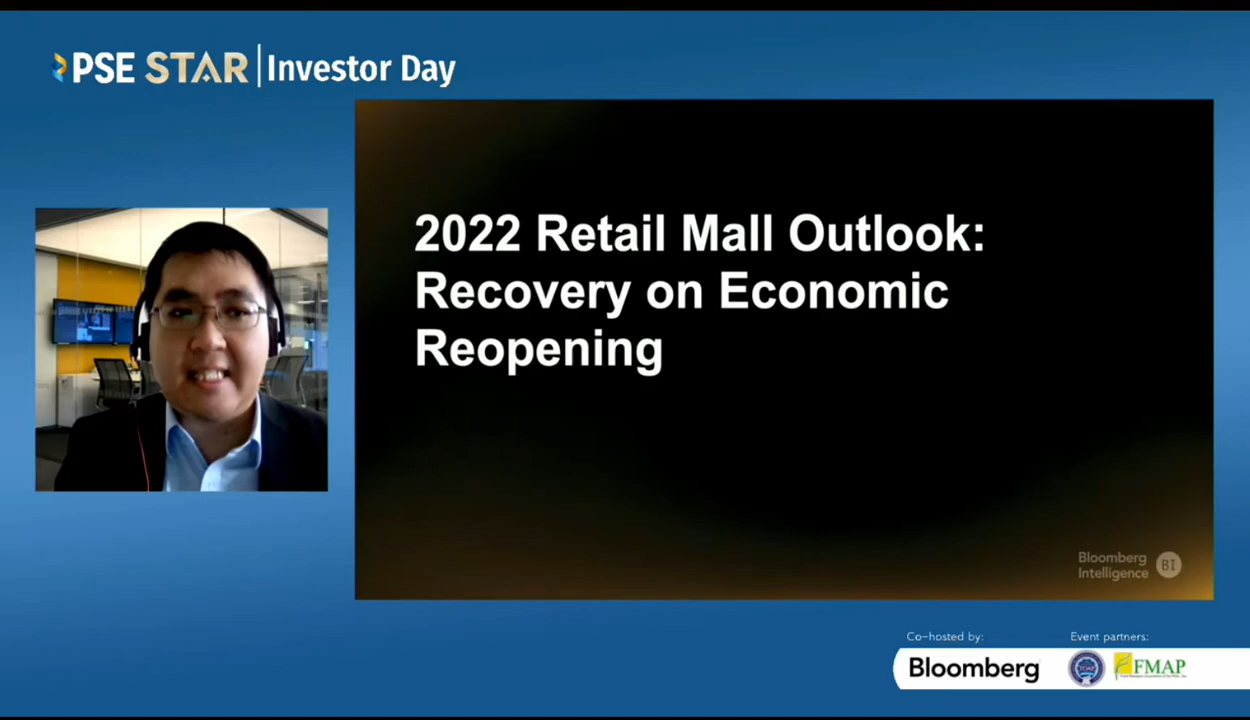 PSE STAR | Investor Day
2022 Retail Mall Outlook:
Recovery on Economic
Reopening
Bloomberg
Intelligence BI
Co-hosted by:
Event partners:
Bloomberg
FMAP